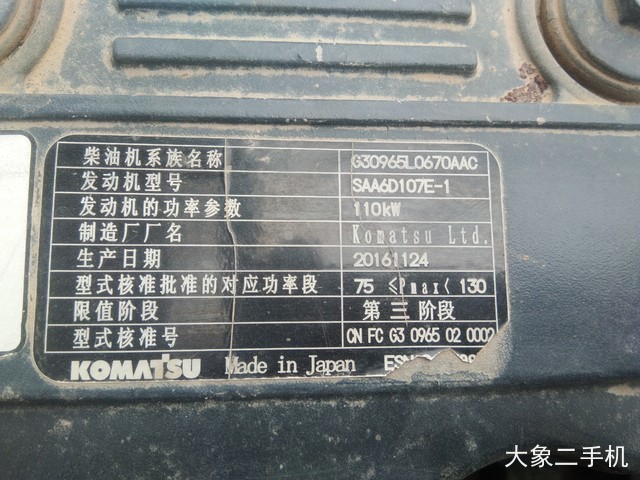 柴油机系族名称 G30965L0670AAC
发动机型号 SAA6D107E-1
发动机的功率参数 110kW
制造厂厂名 Komatsu Ltd.
生产日期 20161124
型式核准批准的对应功率段 75 <Pmax< 130
限值阶段 第三阶段
型式核准号 CN FC G3 0965 02 0002
KOMATSU Made in Japan
大象二手机